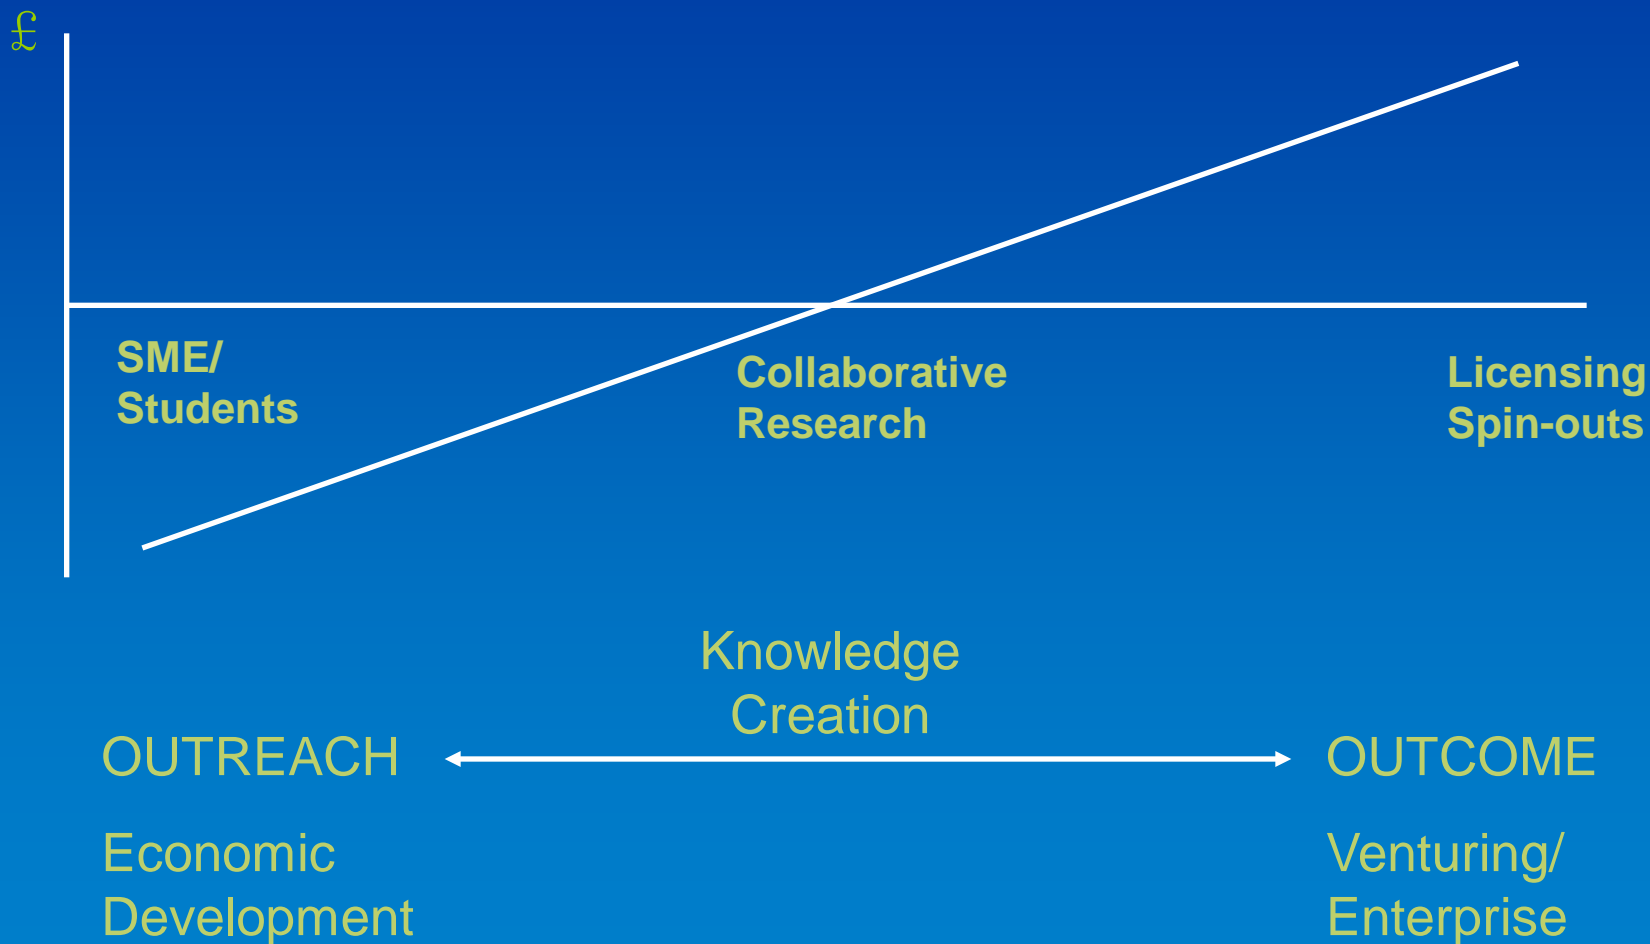 £
SME/
Students
Collaborative
Research
Licensing
Spin-outs
Knowledge
Creation
OUTREACH
OUTCOME
Economic
Development
Venturing/
Enterprise